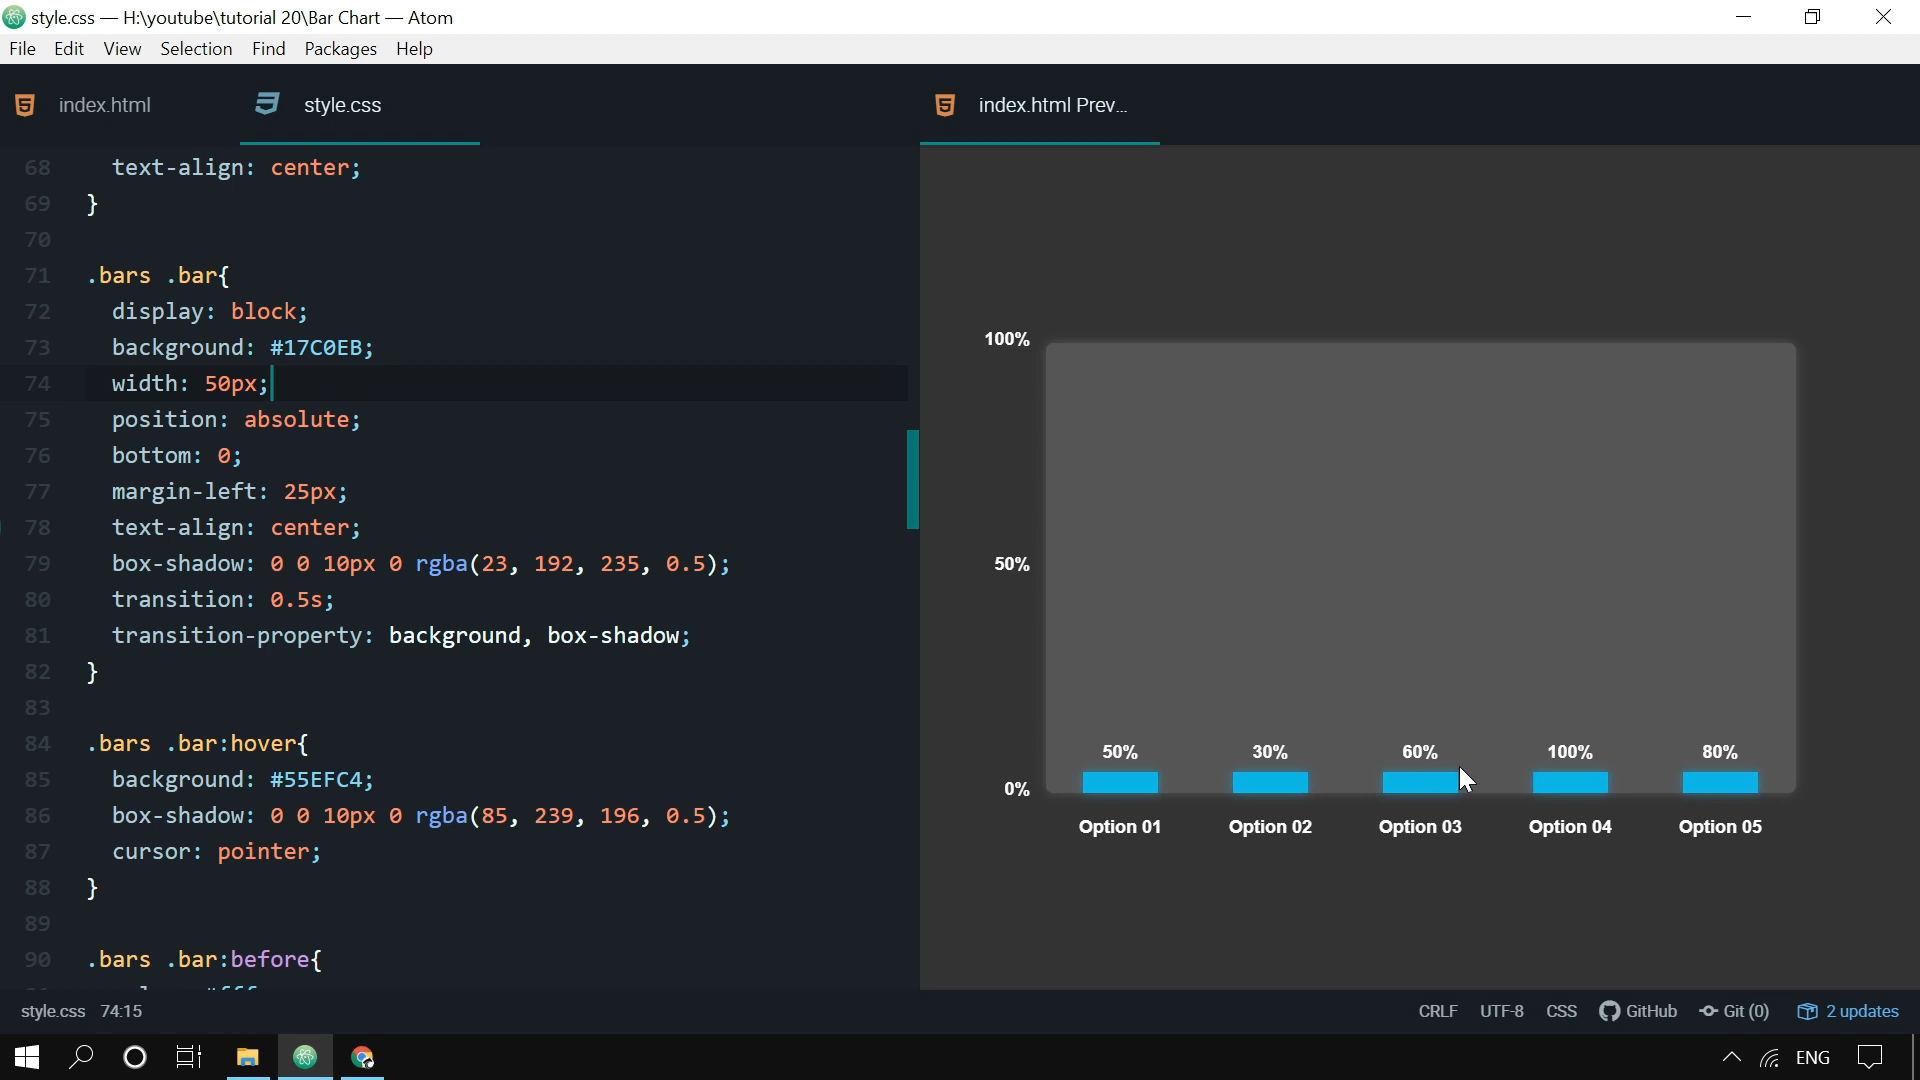 style.css — H:\youtube\tutorial 20\Bar Chart — Atom
File Edit View Selection Find Packages Help
index.html
style.css
index.html Prev...
68 text-align: center;
69 }
70
71 .bars .bar{
72 display: block;
73 background: #17C0EB;
74 width: 50px;
75 position: absolute;
76 bottom: 0;
77 margin-left: 25px;
78 text-align: center;
79 box-shadow: 0 0 10px 0 rgba(23, 192, 235, 0.5);
80 transition: 0.5s;
81 transition-property: background, box-shadow;
82 }
83
84 .bars .bar:hover{
85 background: #55EFC4;
86 box-shadow: 0 0 10px 0 rgba(85, 239, 196, 0.5);
87 cursor: pointer;
88 }
89
90 .bars .bar:before{
100%
50%
0%
50% 30% 60% 100% 80%
Option 01 Option 02 Option 03 Option 04 Option 05
style.css 74:15
CRLF UTF-8 CSS GitHub Git (0) 2 updates
ENG